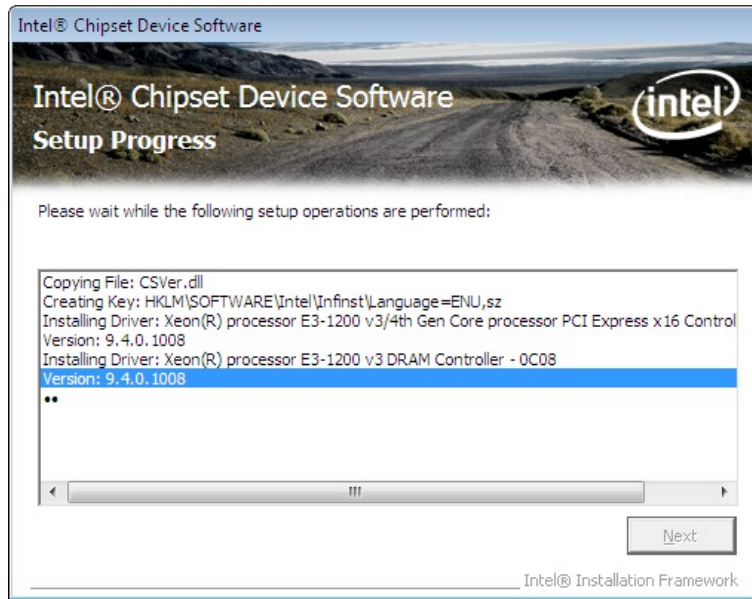 Intel® Chipset Device Software
Intel® Chipset Device Software
intel
Setup Progress
Please wait while the following setup operations are performed:
Copying File: CSVer.dll
Creating Key: HKLM\SOFTWARE\Intel\Infinst\Language=ENU,sz
Installing Driver: Xeon(R) processor E3-1200 v3/4th Gen Core processor PCI Express x16 Control
Version: 9.4.0.1008
Installing Driver: Xeon(R) processor E3-1200 v3 DRAM Controller - 0C08
Version: 9.4.0.1008
••
Next
Intel® Installation Framework